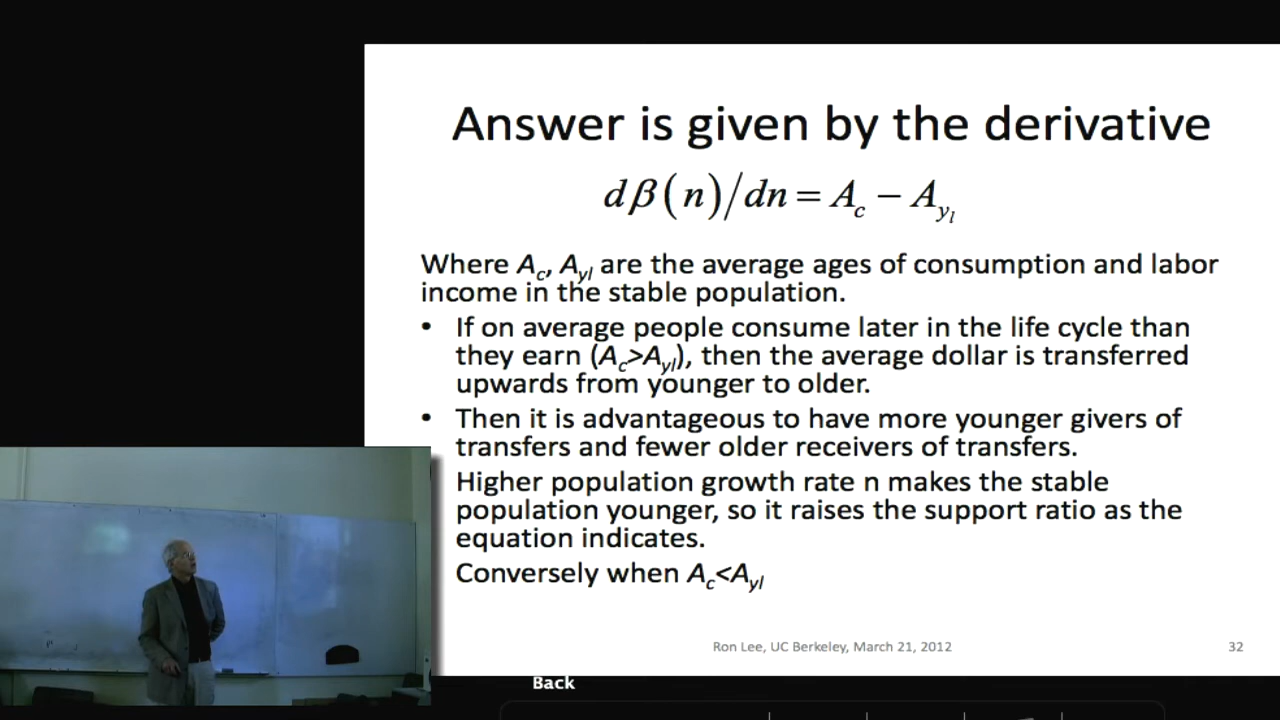 Answer is given by the derivative
dβ(n)/dn = A_c − A_{y_l}
Where A_c, A_yl are the average ages of consumption and labor
income in the stable population.
• If on average people consume later in the life cycle than
they earn (A_c>A_yl), then the average dollar is transferred
upwards from younger to older.
• Then it is advantageous to have more younger givers of
transfers and fewer older receivers of transfers.
Higher population growth rate n makes the stable
population younger, so it raises the support ratio as the
equation indicates.
Conversely when A_c<A_yl
Ron Lee, UC Berkeley, March 21, 2012
32
Back